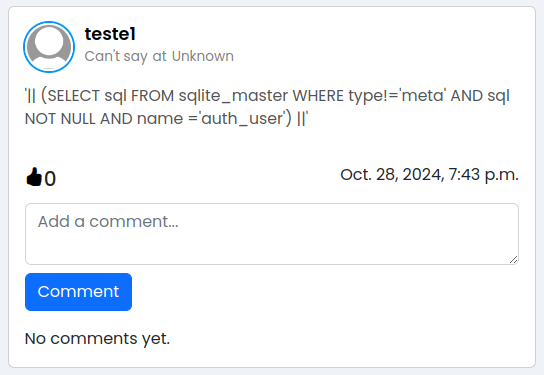 teste1
Can't say at Unknown
'|| (SELECT sql FROM sqlite_master WHERE type!='meta' AND sql
NOT NULL AND name ='auth_user') ||'
0
Oct. 28, 2024, 7:43 p.m.
Add a comment...
Comment
No comments yet.